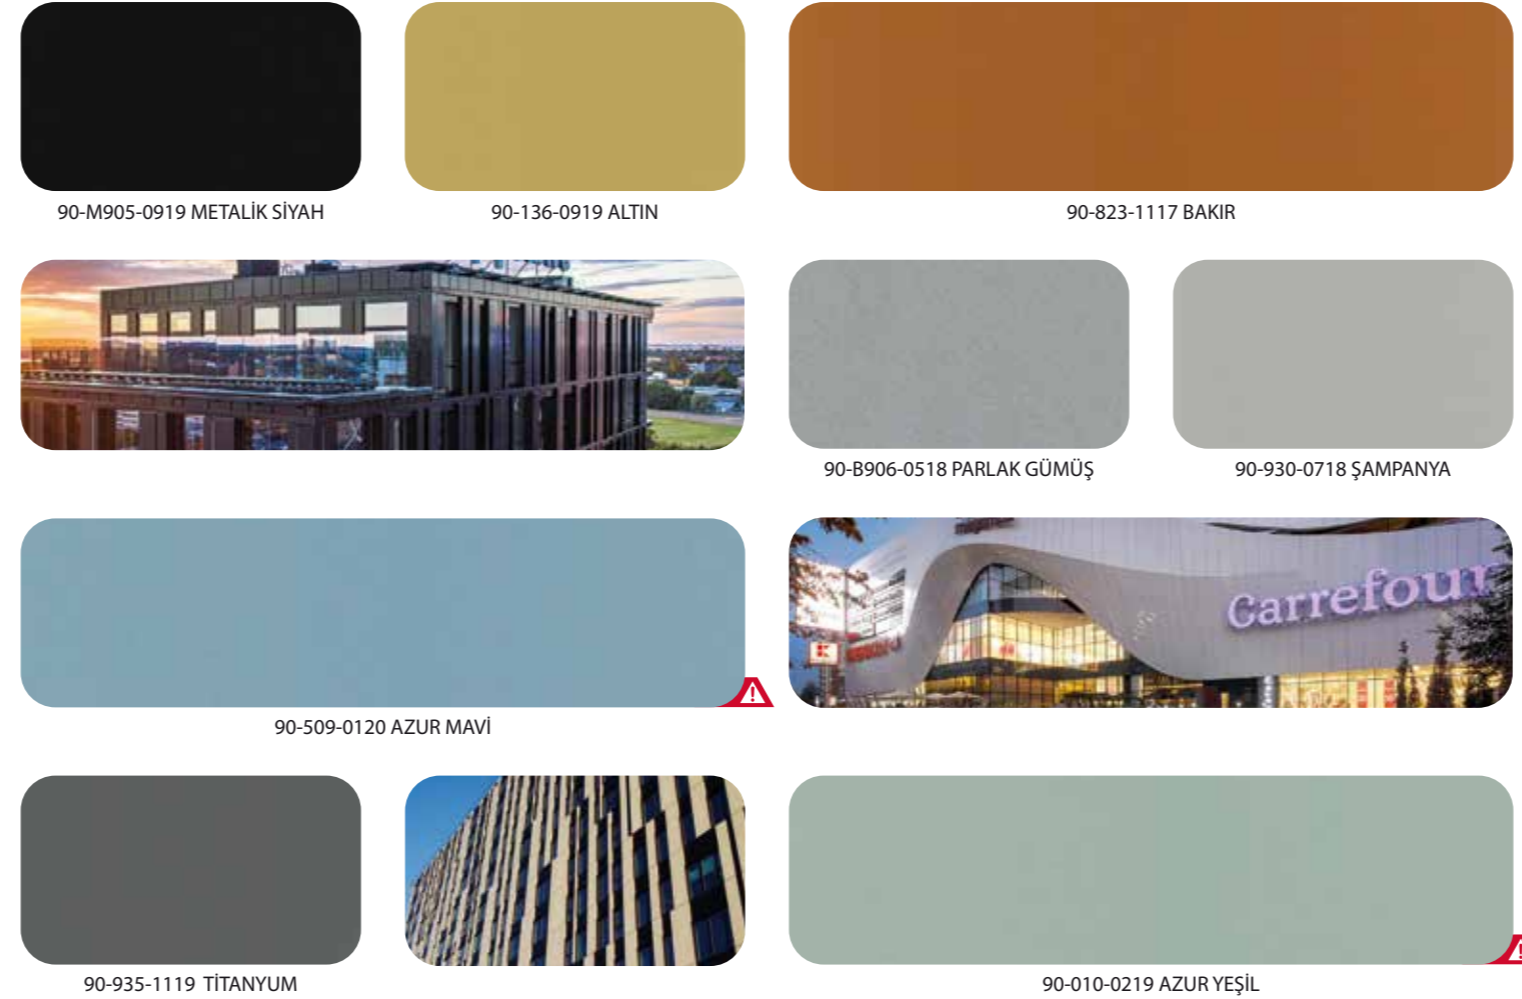 90-M905-0919 METALİK SİYAH
90-136-0919 ALTIN
90-823-1117 BAKIR
90-B906-0518 PARLAK GÜMÜŞ
90-930-0718 ŞAMPANYA
Carrefour
90-509-0120 AZUR MAVİ
90-935-1119 TİTANYUM
90-010-0219 AZUR YEŞİL